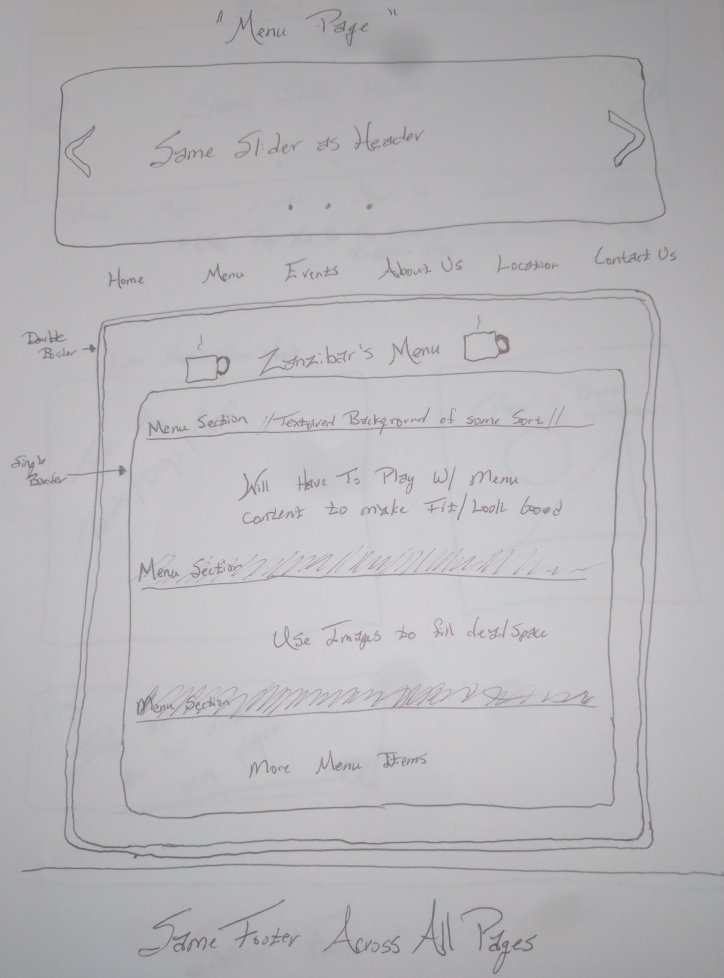 "Menu Page"
Same Slider as Header
Home Menu Events About Us Location Contact Us
Double
Border
Zanzibar's Menu
Menu Section //Textured Background of some Sort//
Single
Border
Will Have To Play W/ Menu
content to make Fit/Look Good
Menu Section
Use Images to fill dead space
Menu Section
More Menu Items
Same Footer Across All Pages